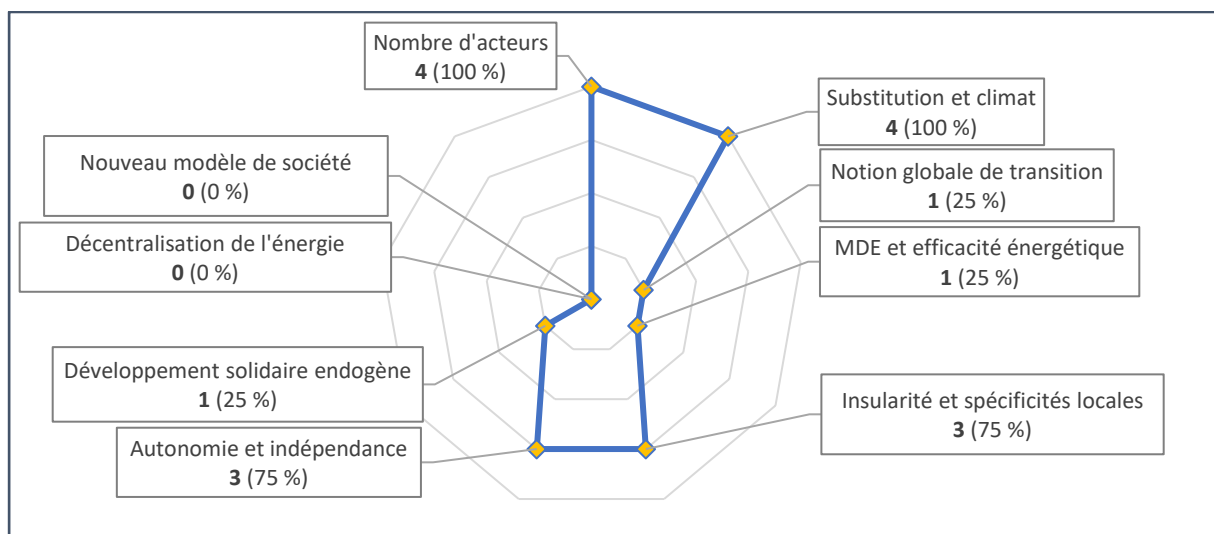 Nombre d'acteurs
4 (100 %)
Substitution et climat
4 (100 %)
Notion globale de transition
1 (25 %)
MDE et efficacité énergétique
1 (25 %)
Insularité et spécificités locales
3 (75 %)
Autonomie et indépendance
3 (75 %)
Développement solidaire endogène
1 (25 %)
Décentralisation de l'énergie
0 (0 %)
Nouveau modèle de société
0 (0 %)